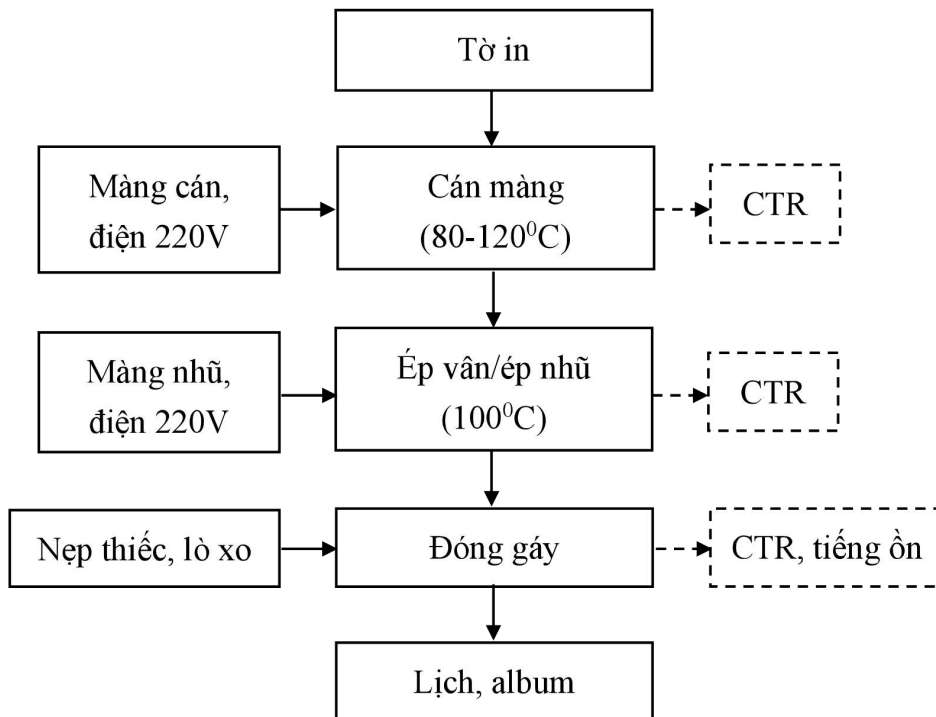 Tờ in
Màng cán,
điện 220V
Cán màng
(80-120⁰C)
CTR
Màng nhũ,
điện 220V
Ép vân/ép nhũ
(100⁰C)
CTR
Nẹp thiếc, lò xo
Đóng gáy
CTR, tiếng ồn
Lịch, album